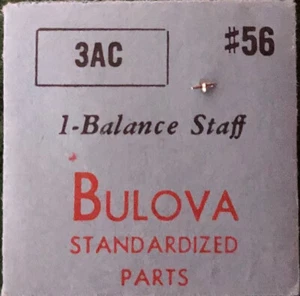 3AC #56
1-Balance Staff
BULOVA
STANDARDIZED
PARTS